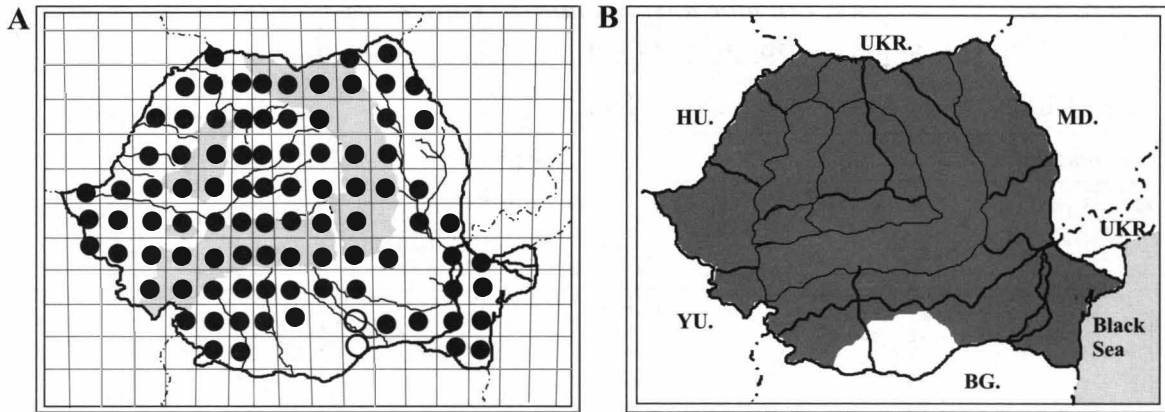 A
B
UKR.
HU.
MD.
UKR.
YU.
Black
Sea
BG.